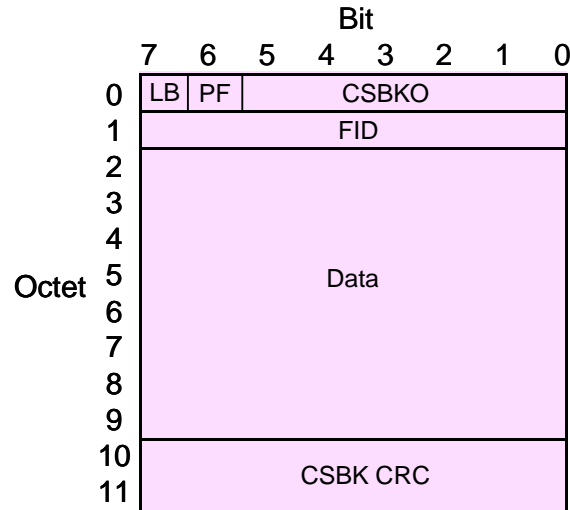 Bit
7 6 5 4 3 2 1 0
0 LB PF CSBKO
1 FID
2
3
4
Octet 5 Data
6
7
8
9
10
CSBK CRC
11